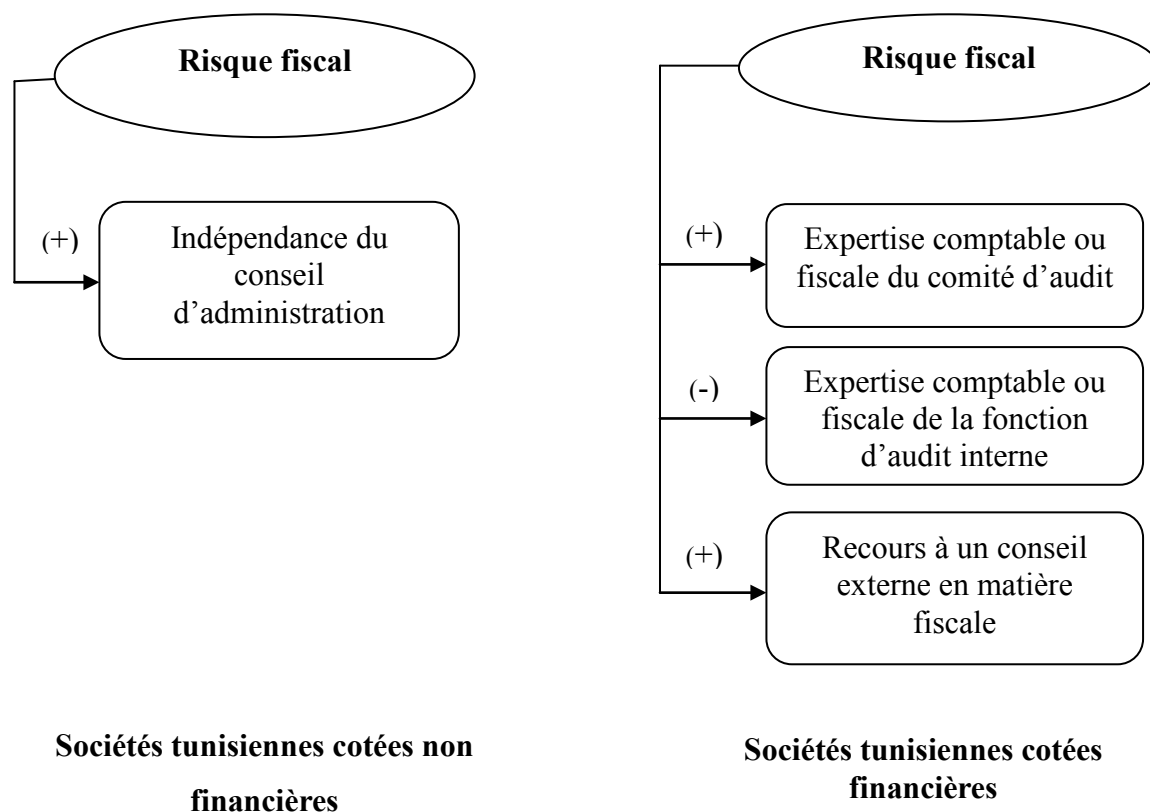 Risque fiscal
(+)
Indépendance du
conseil
d’administration
Sociétés tunisiennes cotées non
financières
Risque fiscal
(+)
Expertise comptable ou
fiscale du comité d’audit
(-)
Expertise comptable ou
fiscale de la fonction
d’audit interne
(+)
Recours à un conseil
externe en matière
fiscale
Sociétés tunisiennes cotées
financières